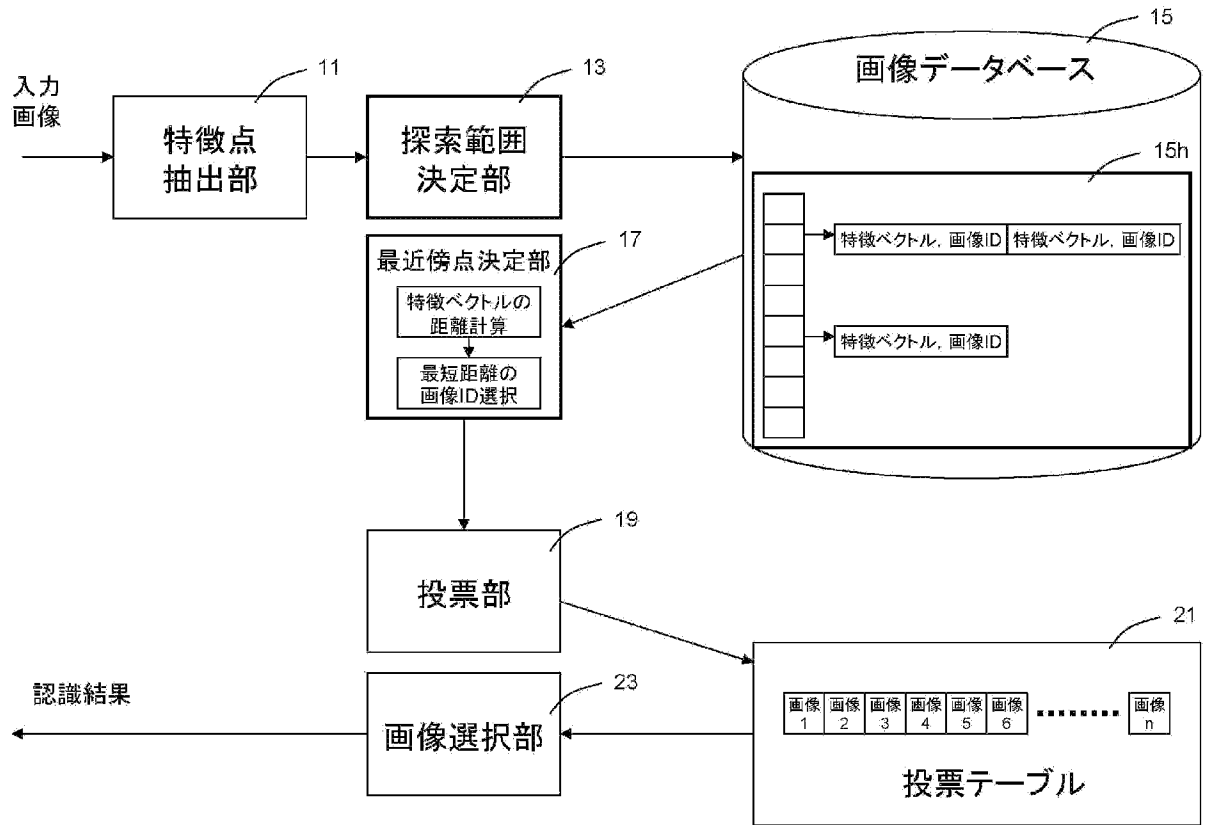 15
画像データベース
11
13
入力
画像
特徴点
抽出部
探索範囲
決定部
15h
17
最近傍点決定部
特徴ベクトルの
距離計算
最短距離の
画像ID選択
特徴ベクトル, 画像ID
特徴ベクトル, 画像ID
特徴ベクトル, 画像ID
19
投票部
21
認識結果
23
画像選択部
画像
1
画像
2
画像
3
画像
4
画像
5
画像
6
画像
n
投票テーブル